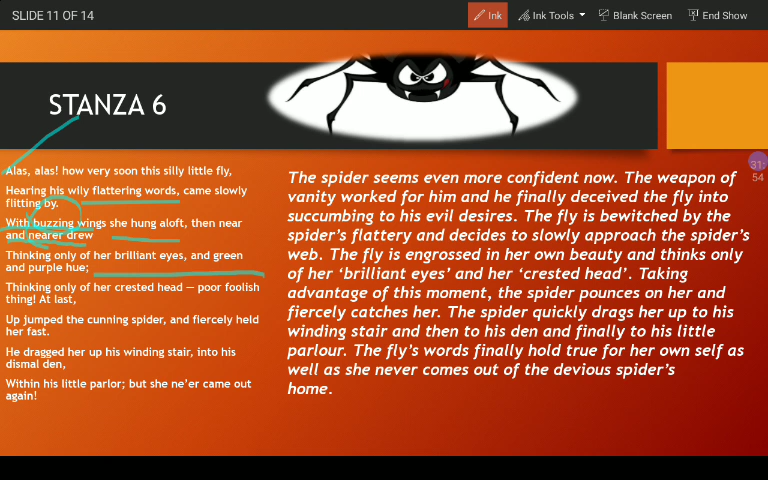 SLIDE 11 OF 14
Ink
Ink Tools
Blank Screen
End Show
STANZA 6
31:
54
Alas, alas! how very soon this silly little fly,
Hearing his wily flattering words, came slowly
flitting by.
With buzzing wings she hung aloft, then near
and nearer drew
Thinking only of her brilliant eyes, and green
and purple hue;
Thinking only of her crested head — poor foolish
thing! At last,
Up jumped the cunning spider, and fiercely held
her fast.
He dragged her up his winding stair, into his
dismal den,
Within his little parlor; but she ne'er came out
again!
The spider seems even more confident now. The weapon of
vanity worked for him and he finally deceived the fly into
succumbing to his evil desires. The fly is bewitched by the
spider's flattery and decides to slowly approach the spider's
web. The fly is engrossed in her own beauty and thinks only
of her 'brilliant eyes' and her 'crested head'. Taking
advantage of this moment, the spider pounces on her and
fiercely catches her. The spider quickly drags her up to his
winding stair and then to his den and finally to his little
parlour. The fly's words finally hold true for her own self as
well as she never comes out of the devious spider's
home.